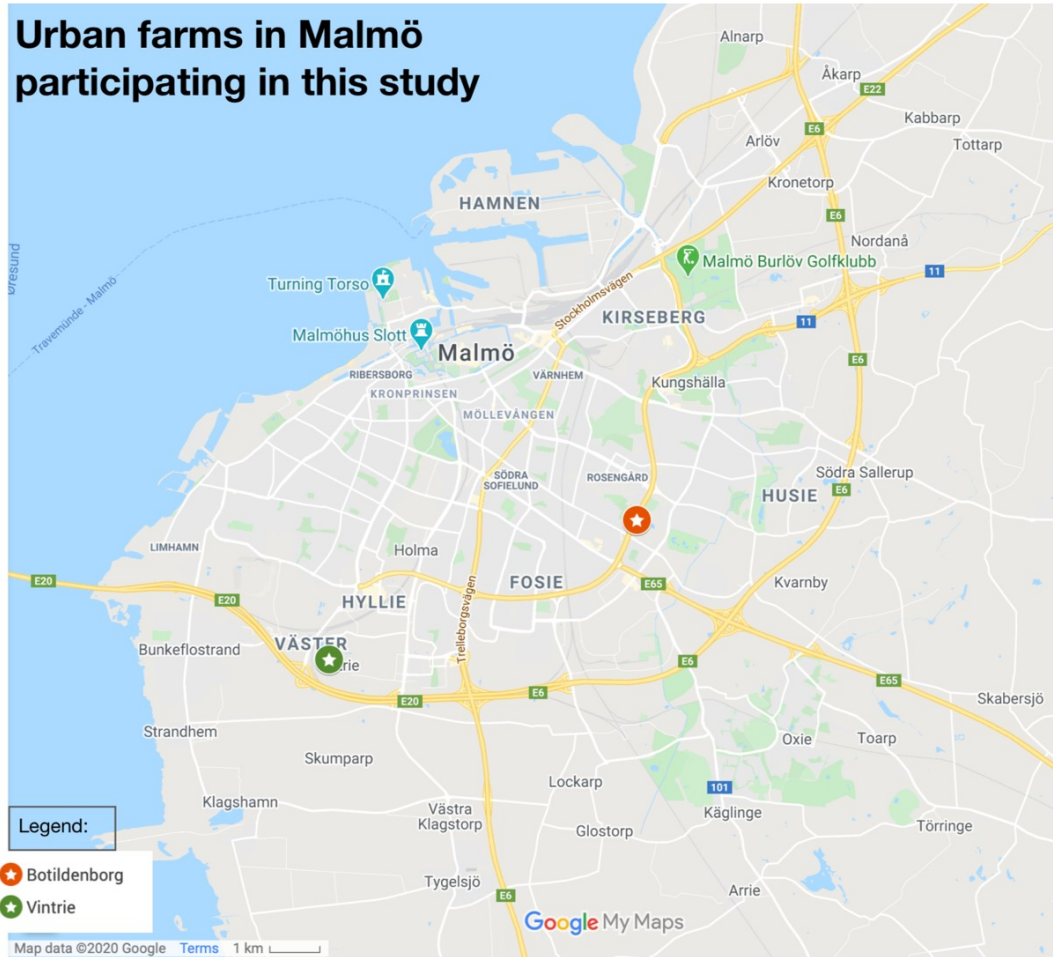 Urban farms in Malmö
participating in this study
Alnarp
Åkarp
E22
Kabbarp
E6
Arlöv
Tottarp
Kronetorp
HAMNEN
E6
Nordanå
Öresund
Malmö Burlöv Golfklubb
11
Turning Torso
Travemünde - Malmö
Stockholmsvägen
KIRSEBERG
11
Malmöhus Slott
Malmö
E6
RIBERSBORG
VÄRNHEM
Kungshälla
KRONPRINSEN
MÖLLEVÅNGEN
SÖDRA
SOFIELUND
ROSENGÅRD
Södra Sallerup
HUSIE
E6
LIMHAMN
Holma
E20
FOSIE
E65
Kvarnby
E20
HYLLIE
Trelleborgsvägen
VÄSTER
Bunkeflostrand
trie
E6
E65
E20
E6
Skabersjö
Strandhem
Oxie
Toarp
Skumparp
Lockarp
101
Klagshamn
Västra
Klagstorp
Käglinge
Törringe
Glostorp
Legend:
Botildenborg
Tygelsjö
Arrie
E6
Vintrie
Google My Maps
Map data ©2020 Google Terms 1 km